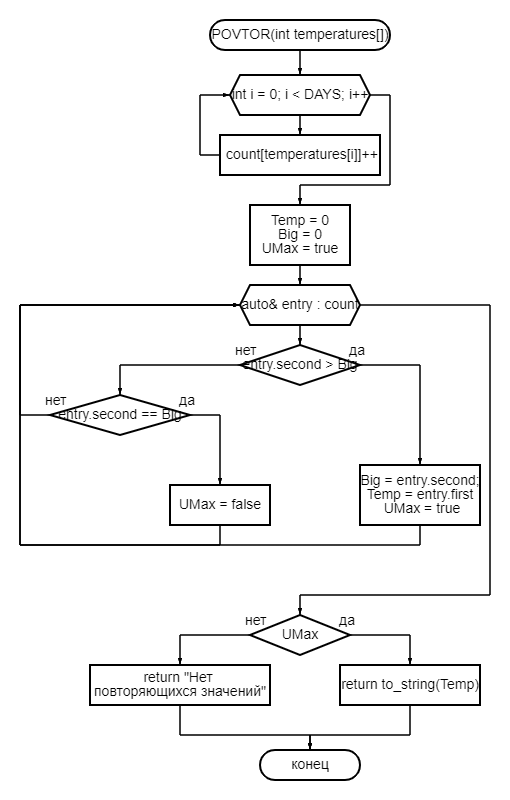 POVTOR(int temperatures[])
int i = 0; i < DAYS; i++
count[temperatures[i]]++
Temp = 0
Big = 0
UMax = true
auto& entry : count
нет
да
entry.second > Big
нет
да
entry.second == Big
Big = entry.second;
Temp = entry.first
UMax = true
UMax = false
нет
да
UMax
return "Нет
повторяющихся значений"
return to_string(Temp)
конец